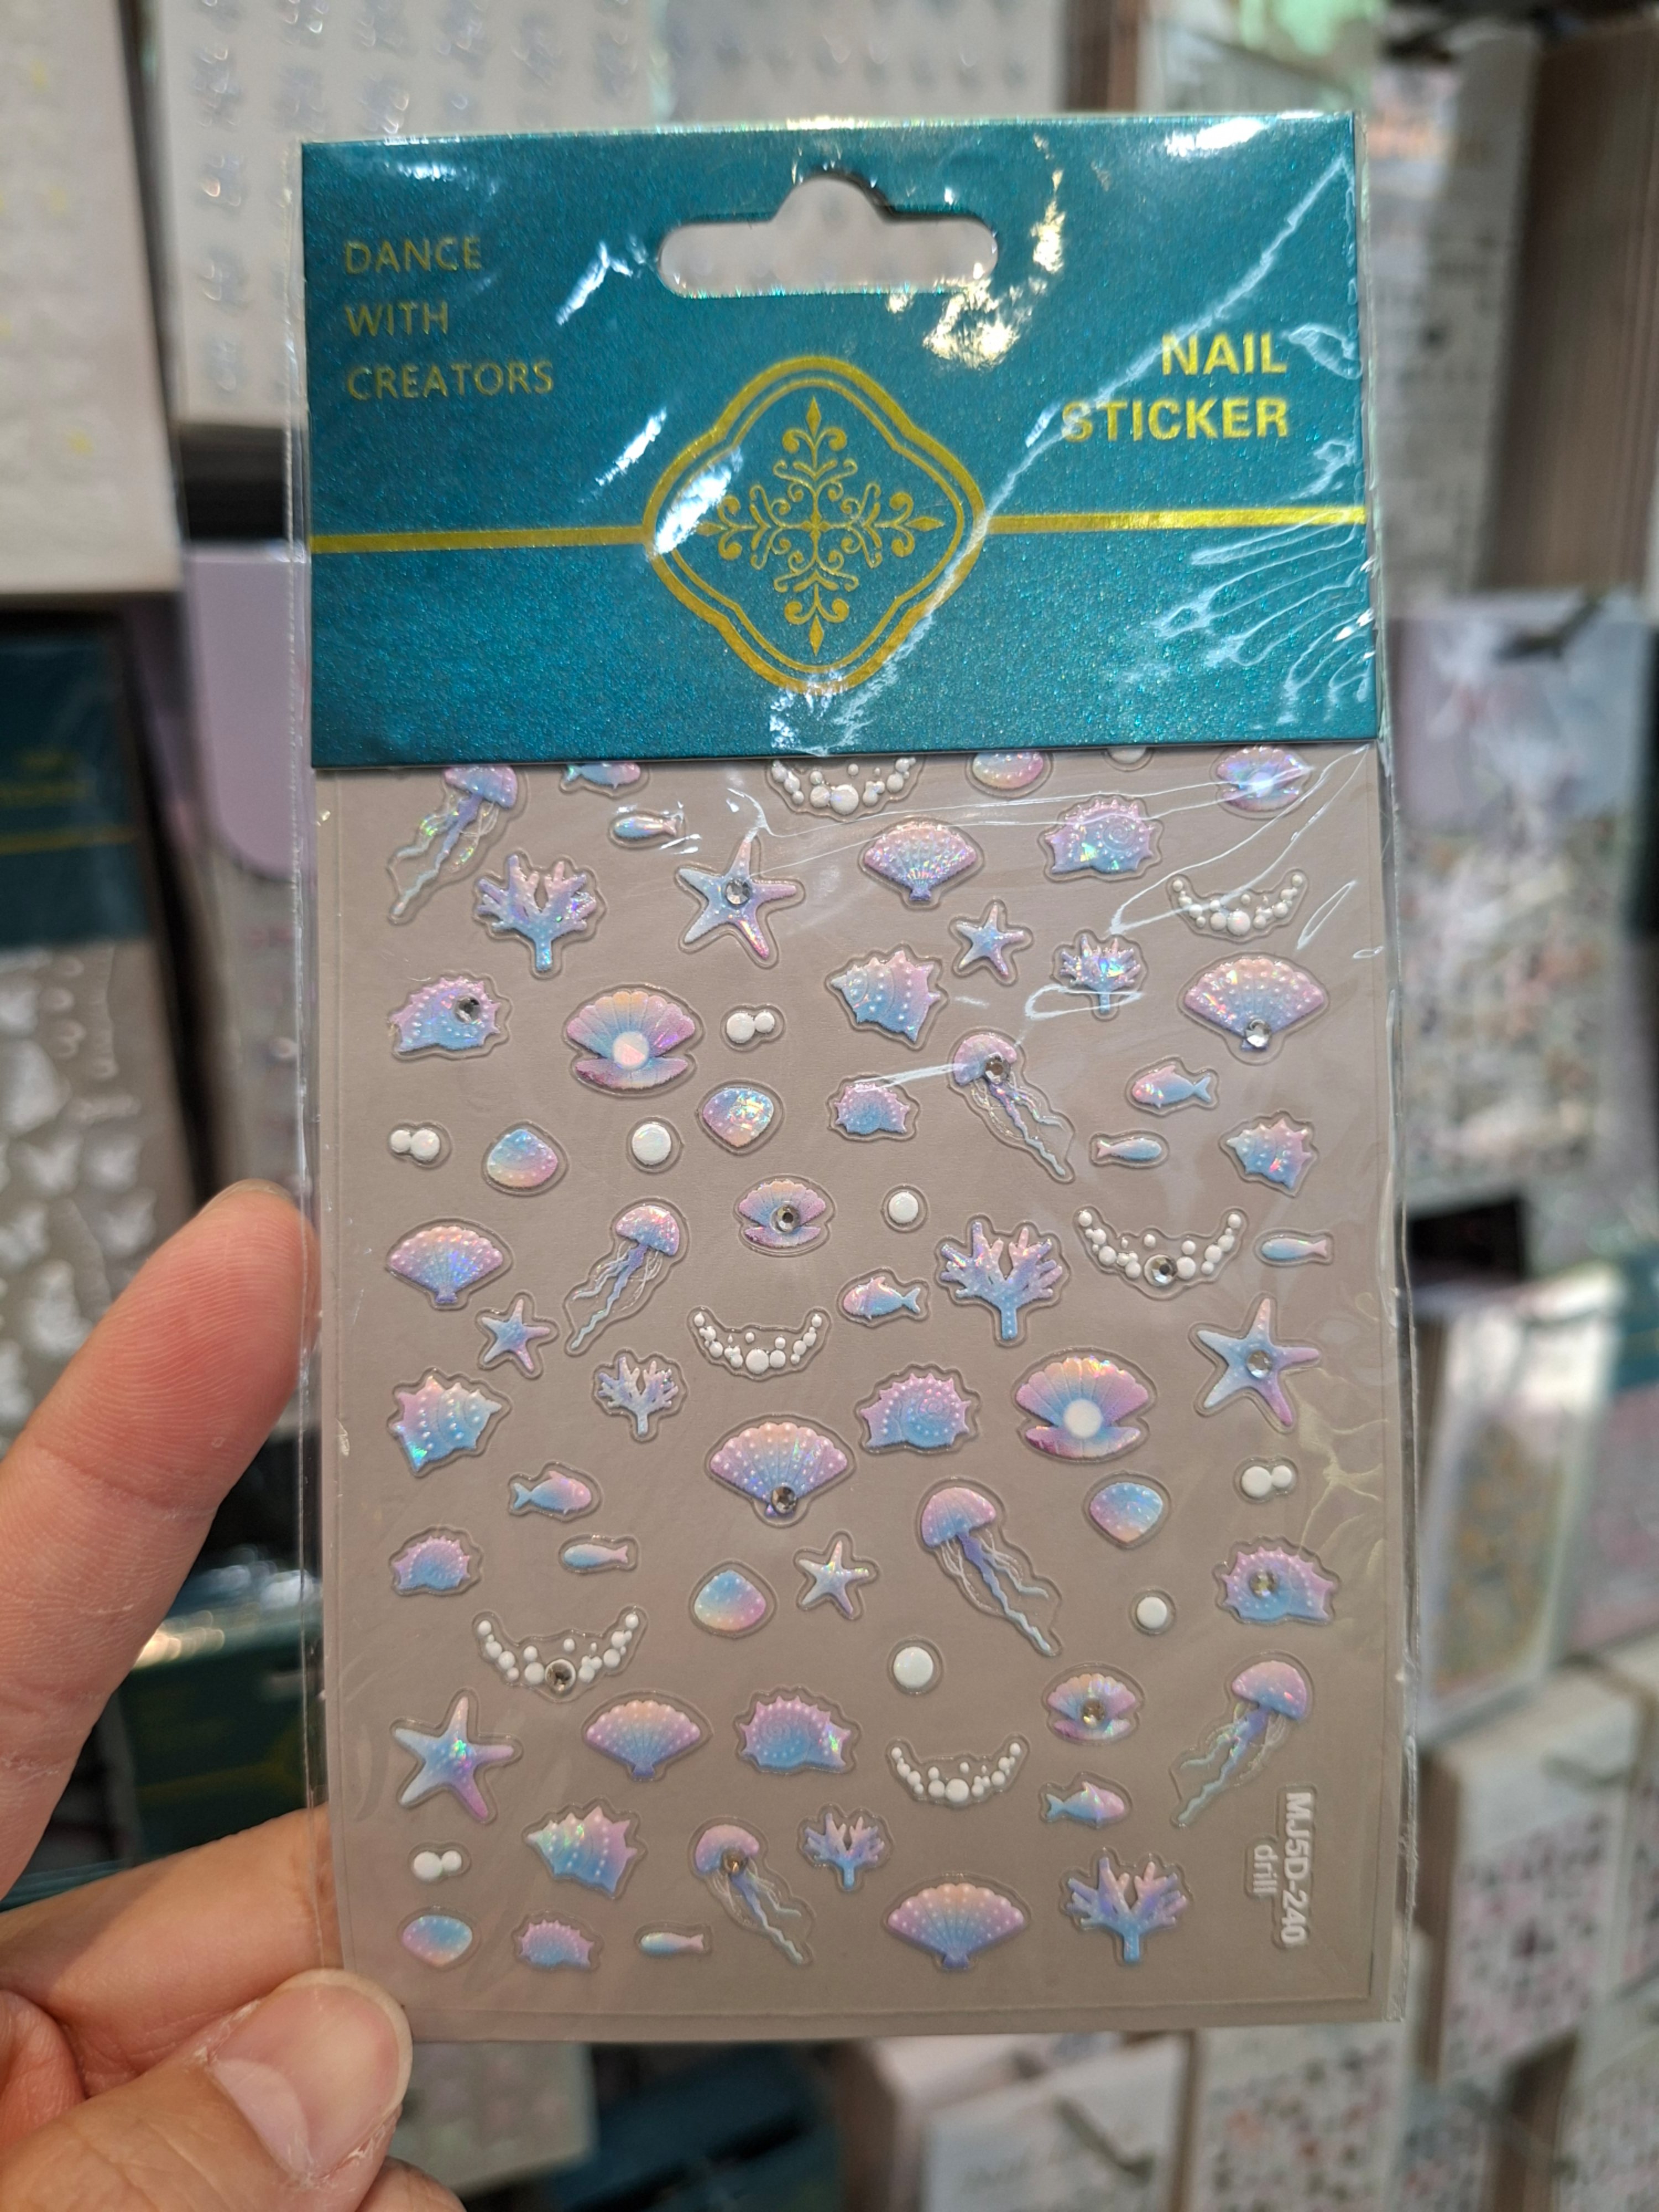 DANCE
WITH
CREATORS
NAIL
STICKER
MJ5D-240
drill